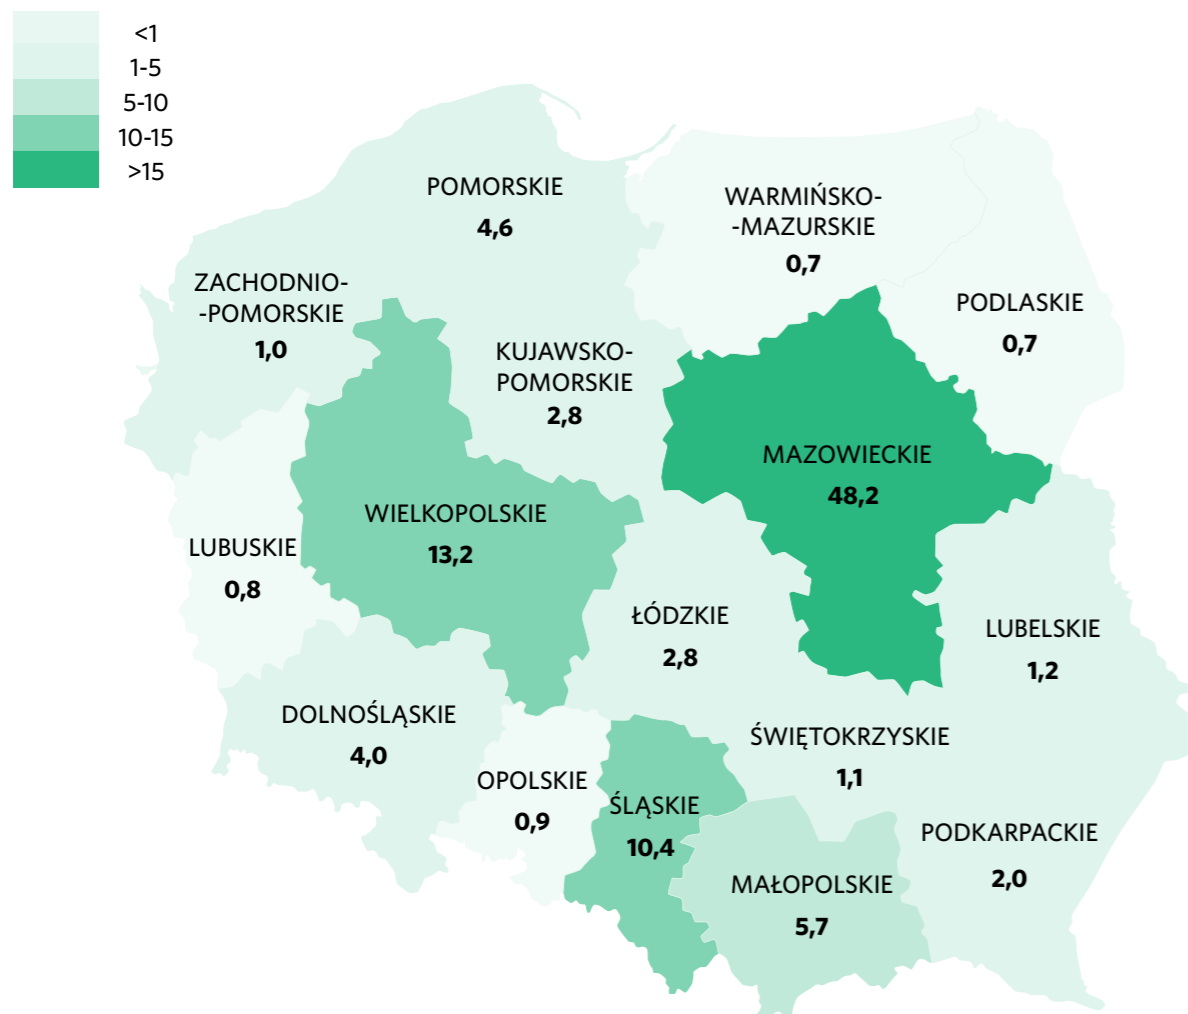 <1
1-5
5-10
10-15
>15
POMORSKIE
4,6
WARMIŃSKO-
-MAZURSKIE
0,7
ZACHODNIO-
-POMORSKIE
1,0
PODLASKIE
0,7
KUJAWSKO-
POMORSKIE
2,8
MAZOWIECKIE
48,2
WIELKOPOLSKIE
13,2
LUBUSKIE
0,8
ŁÓDZKIE
2,8
LUBELSKIE
1,2
DOLNOŚLĄSKIE
4,0
ŚWIĘTOKRZYSKIE
1,1
OPOLSKIE
0,9
ŚLĄSKIE
10,4
PODKARPACKIE
2,0
MAŁOPOLSKIE
5,7